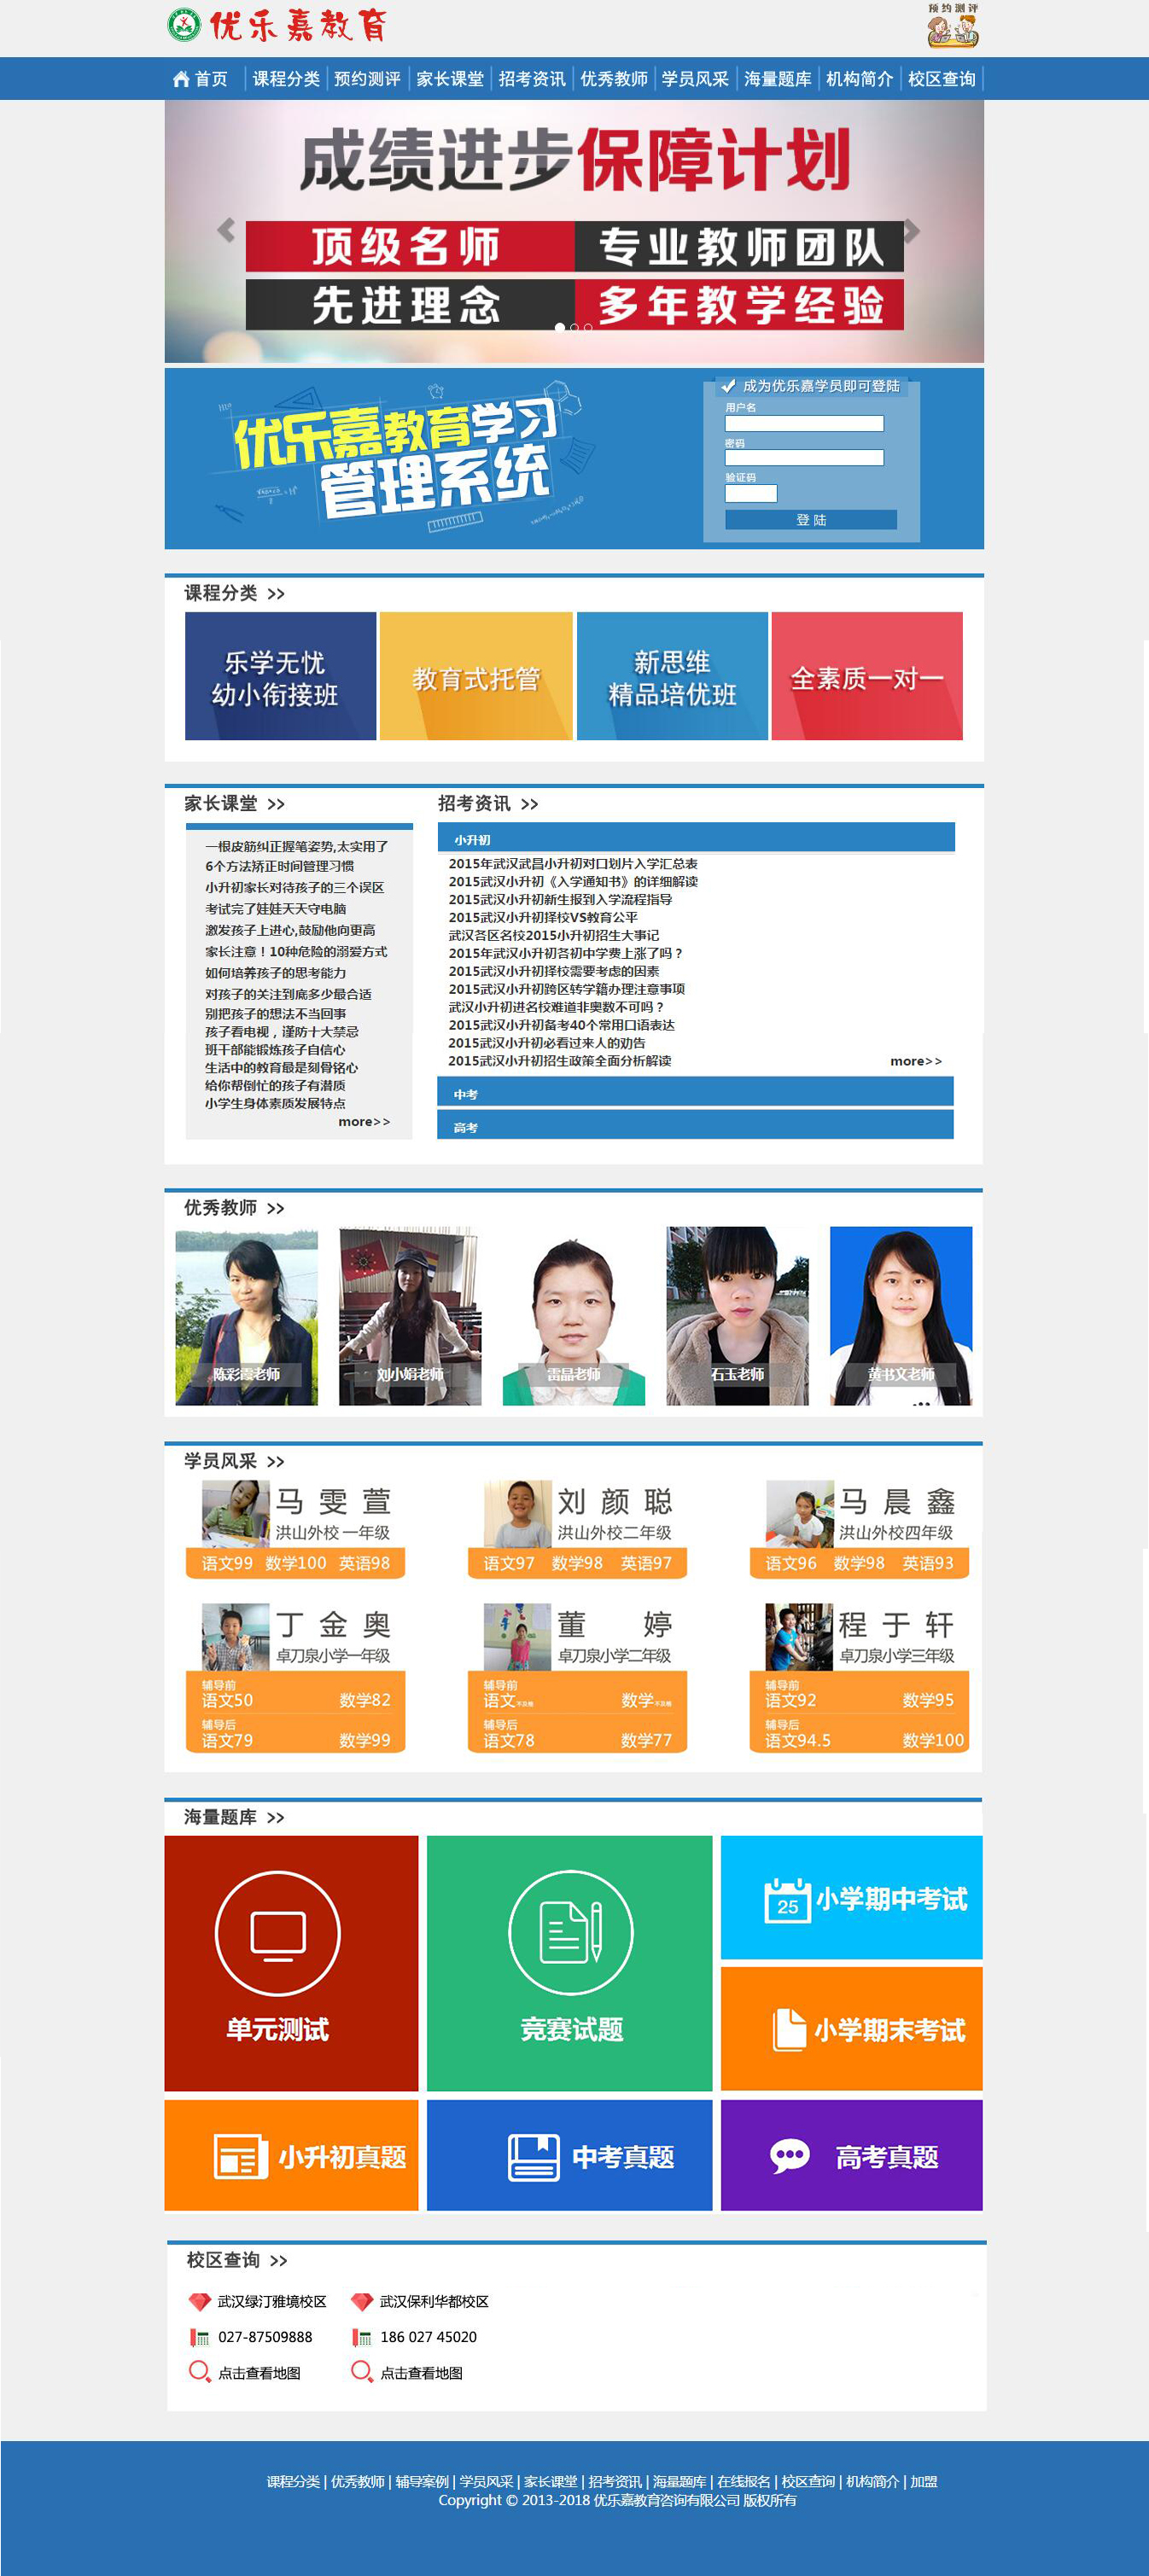 优乐嘉教育
预约测评
首页 课程分类 预约测评 家长课堂 招考资讯 优秀教师 学员风采 海量题库 机构简介 校区查询
成绩进步保障计划
顶级名师 专业教师团队
先进理念 多年教学经验
优乐嘉教育学习
管理系统
成为优乐嘉学员即可登陆
用户名
密码
验证码
登 陆
课程分类 >>
乐学无忧
幼小衔接班
教育式托管
新思维
精品培优班
全素质一对一
家长课堂 >>
一根皮筋纠正握笔姿势,太实用了
6个方法矫正时间管理习惯
小升初家长对待孩子的三个误区
考试完了娃娃天天守电脑
激发孩子上进心,鼓励他向更高
家长注意！10种危险的溺爱方式
如何培养孩子的思考能力
对孩子的关注到底多少最合适
别把孩子的想法不当回事
孩子看电视，谨防十大禁忌
班干部能锻炼孩子自信心
生活中的教育最是刻骨铭心
给你帮倒忙的孩子有潜质
小学生身体素质发展特点
more>>
招考资讯 >>
小升初
2015年武汉武昌小升初对口划片入学汇总表
2015武汉小升初《入学通知书》的详细解读
2015武汉小升初新生报到入学流程指导
2015武汉小升初择校VS教育公平
武汉各区名校2015小升初招生大事记
2015年武汉小升初各初中学费上涨了吗？
2015武汉小升初择校需要考虑的因素
2015武汉小升初跨区转学籍办理注意事项
武汉小升初进名校难道非奥数不可吗？
2015武汉小升初备考40个常用口语表达
2015武汉小升初必看过来人的劝告
2015武汉小升初招生政策全面分析解读
more>>
中考
高考
优秀教师 >>
陈彩霞老师
刘小娟老师
雷晶老师
石玉老师
黄书文老师
学员风采 >>
马雯萱
洪山外校 一年级
语文99 数学100 英语98
刘颜聪
洪山外校二年级
语文97 数学98 英语97
马晨鑫
洪山外校四年级
语文96 数学98 英语93
丁金奥
卓刀泉小学一年级
辅导前
语文50 数学82
辅导后
语文79 数学99
董婷
卓刀泉小学二年级
辅导前
语文不及格 数学不及格
辅导后
语文78 数学77
程于轩
卓刀泉小学三年级
辅导前
语文92 数学95
辅导后
语文94.5 数学100
海量题库 >>
单元测试
竞赛试题
25 小学期中考试
小学期末考试
小升初真题
中考真题
高考真题
校区查询 >>
武汉绿汀雅境校区 武汉保利华都校区
027-87509888 186 027 45020
点击查看地图 点击查看地图
课程分类 | 优秀教师 | 辅导案例 | 学员风采 | 家长课堂 | 招考资讯 | 海量题库 | 在线报名 | 校区查询 | 机构简介 | 加盟
Copyright © 2013-2018 优乐嘉教育咨询有限公司 版权所有